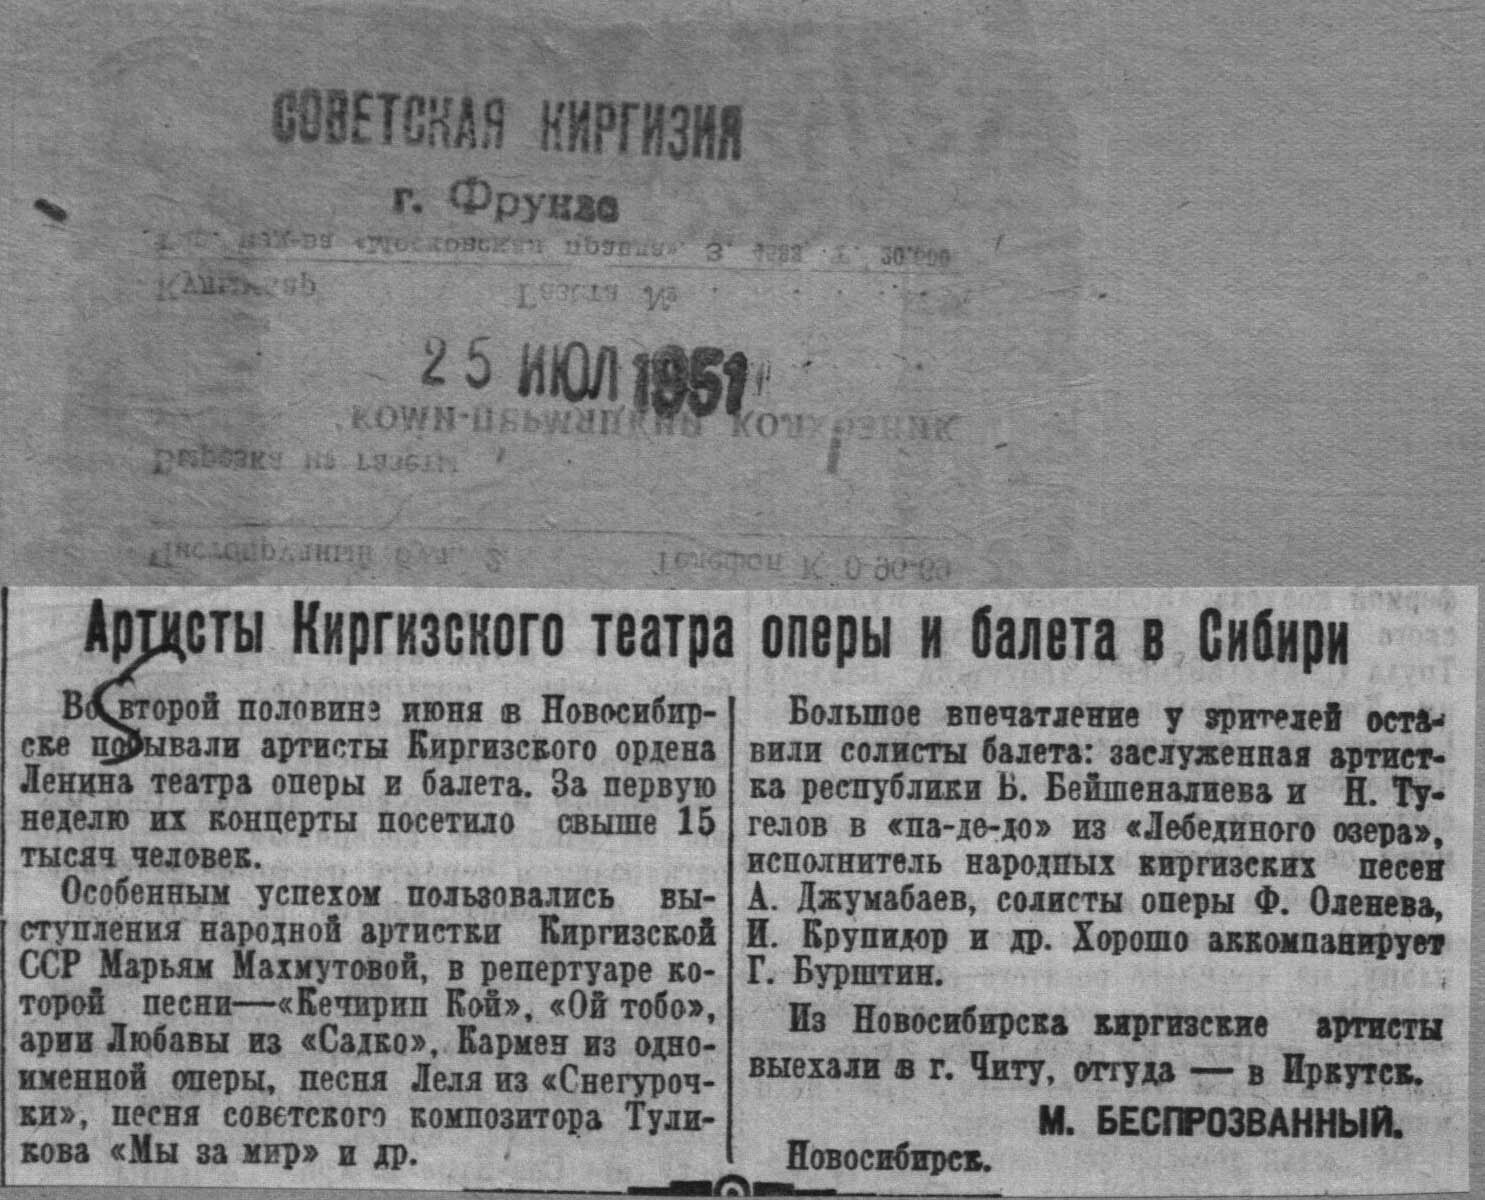 СОВЕТСКАЯ КИРГИЗИЯ
г. Фрунзе
25 ИЮЛ 1951
Артисты Киргизского театра оперы и балета в Сибири
Во второй половине июня в Новосибир-
ске побывали артисты Киргизского ордена
Ленина театра оперы и балета. За первую
неделю их концерты посетило свыше 15
тысяч человек.
Особенным успехом пользовались вы-
ступления народной артистки Киргизской
ССР Марьям Махмутовой, в репертуаре ко-
торой песни—«Кечирип Кой», «Ой тобо»,
арии Любавы из «Садко», Кармен из одно-
именной оперы, песня Леля из «Снегуроч-
ки», песня советского композитора Тули-
кова «Мы за мир» и др.
Большое впечатление у зрителей оста-
вили солисты балета: заслуженная артист-
ка республики Б. Бейшеналиева и Н. Ту-
гелов в «па-де-до» из «Лебединого озера»,
исполнитель народных киргизских песен
А. Джумабаев, солисты оперы Ф. Оленева,
И. Крупидор и др. Хорошо аккомпанирует
Г. Бурштин.
Из Новосибирска киргизские артисты
выехали в г. Читу, оттуда — в Иркутск.
М. БЕСПРОЗВАННЫЙ.
Новосибирск.